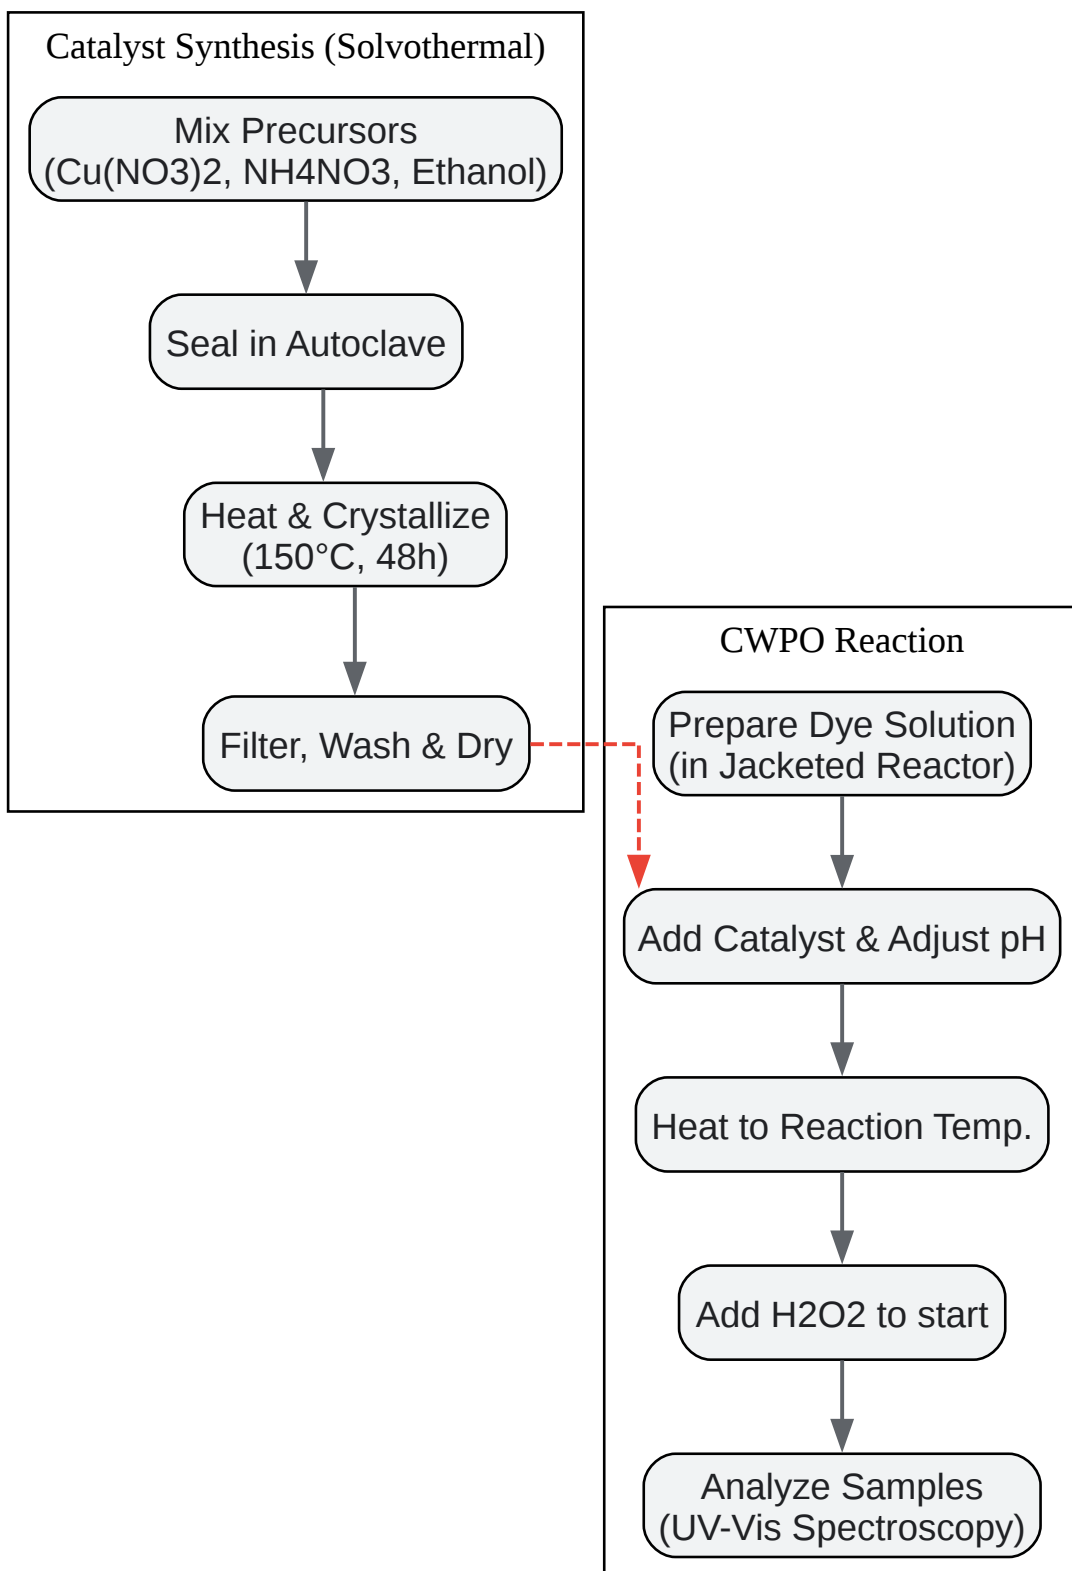 Catalyst Synthesis (Solvothermal)
Mix Precursors
(Cu(NO3)2, NH4NO3, Ethanol)
Seal in Autoclave
Heat & Crystallize
(150°C, 48h)
Filter, Wash & Dry
CWPO Reaction
Prepare Dye Solution
(in Jacketed Reactor)
Add Catalyst & Adjust pH
Heat to Reaction Temp.
Add H2O2 to start
Analyze Samples
(UV-Vis Spectroscopy)